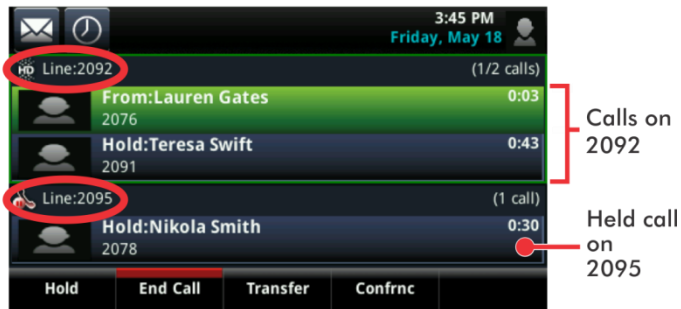 3:45 PM
Friday, May 18
HD Line:2092 (1/2 calls)
From:Lauren Gates 0:03
2076
Hold:Teresa Swift 0:43
2091
Calls on
2092
Line:2095 (1 call)
Hold:Nikola Smith 0:30
2078
Held call
on
2095
Hold End Call Transfer Confrnc